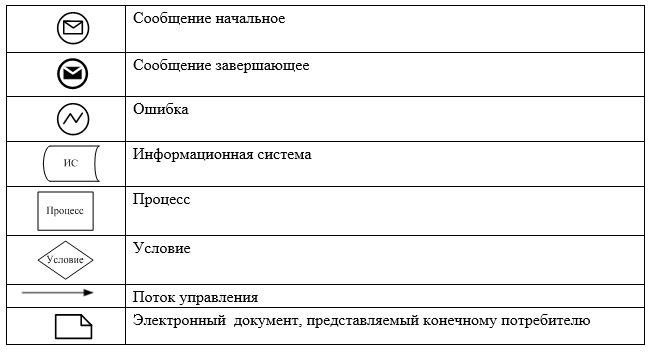 Сообщение начальное
Сообщение завершающее
Ошибка
ИС
Информационная система
Процесс
Процесс
Условие
Условие
Поток управления
Электронный документ, представляемый конечному потребителю